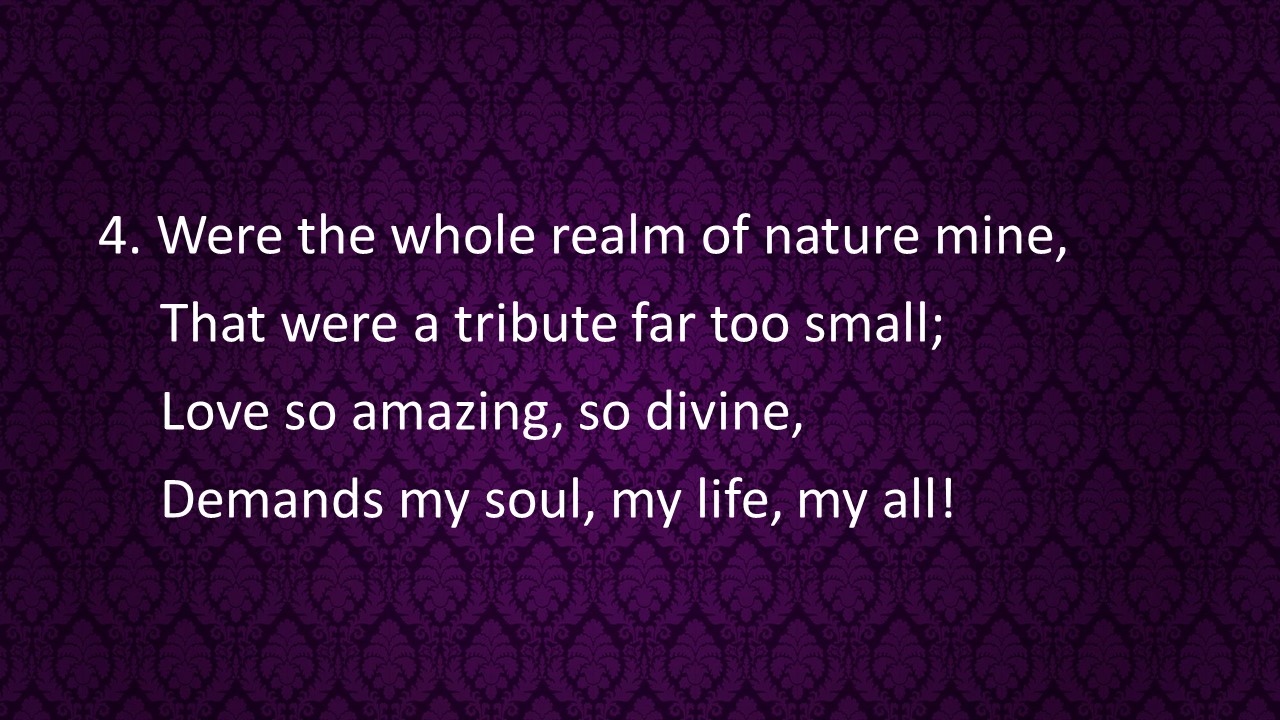 4. Were the whole realm of nature mine,
That were a tribute far too small;
Love so amazing, so divine,
Demands my soul, my life, my all!